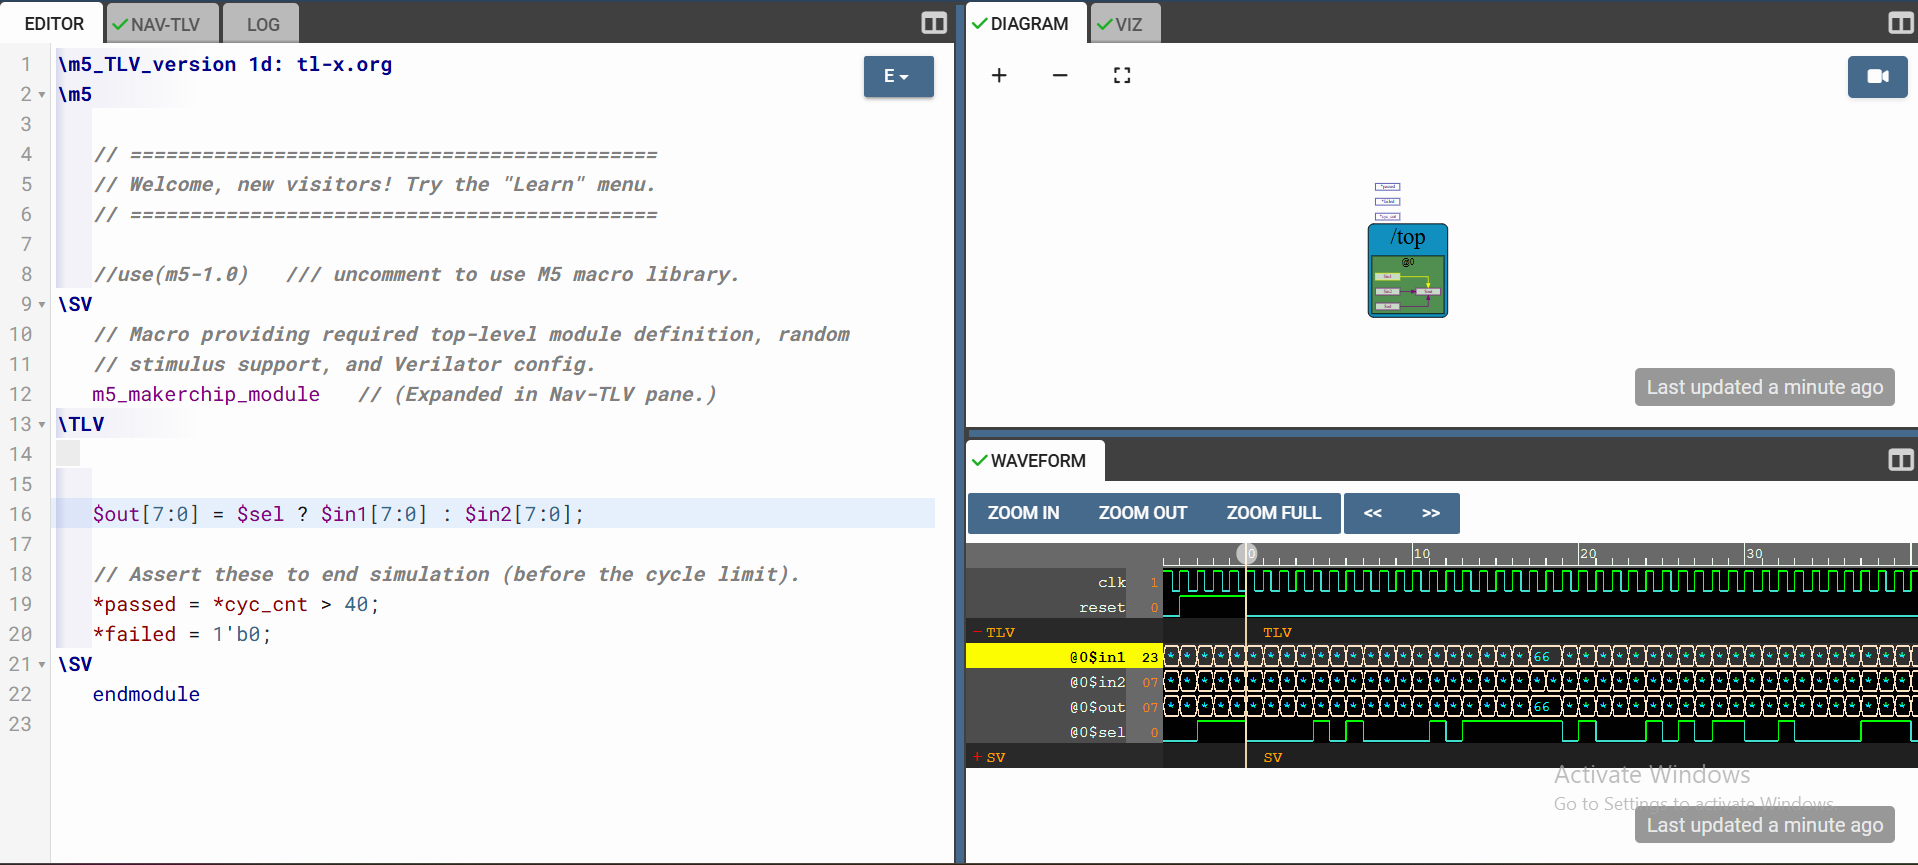 EDITOR
NAV-TLV
LOG
E
1 \m5_TLV_version 1d: tl-x.org
2 \m5
3
4 // ============================================
5 // Welcome, new visitors! Try the "Learn" menu.
6 // ============================================
7
8 //use(m5-1.0)   /// uncomment to use M5 macro library.
9 \SV
10 // Macro providing required top-level module definition, random
11 // stimulus support, and Verilator config.
12 m5_makerchip_module   // (Expanded in Nav-TLV pane.)
13 \TLV
14
15
16 $out[7:0] = $sel ? $in1[7:0] : $in2[7:0];
17
18 // Assert these to end simulation (before the cycle limit).
19 *passed = *cyc_cnt > 40;
20 *failed = 1'b0;
21 \SV
22 endmodule
23
DIAGRAM
VIZ
*passed
*failed
*cyc_cnt
/top
@0
$in1
$in2
$out
$sel
Last updated a minute ago
WAVEFORM
ZOOM IN ZOOM OUT ZOOM FULL << >>
0 10 20 30
clk 1
reset 0
- TLV TLV
@0$in1 23 66
@0$in2 07
@0$out 07 66
@0$sel 0
+ SV SV
Activate Windows
Go to Settings to activate Windows.
Last updated a minute ago